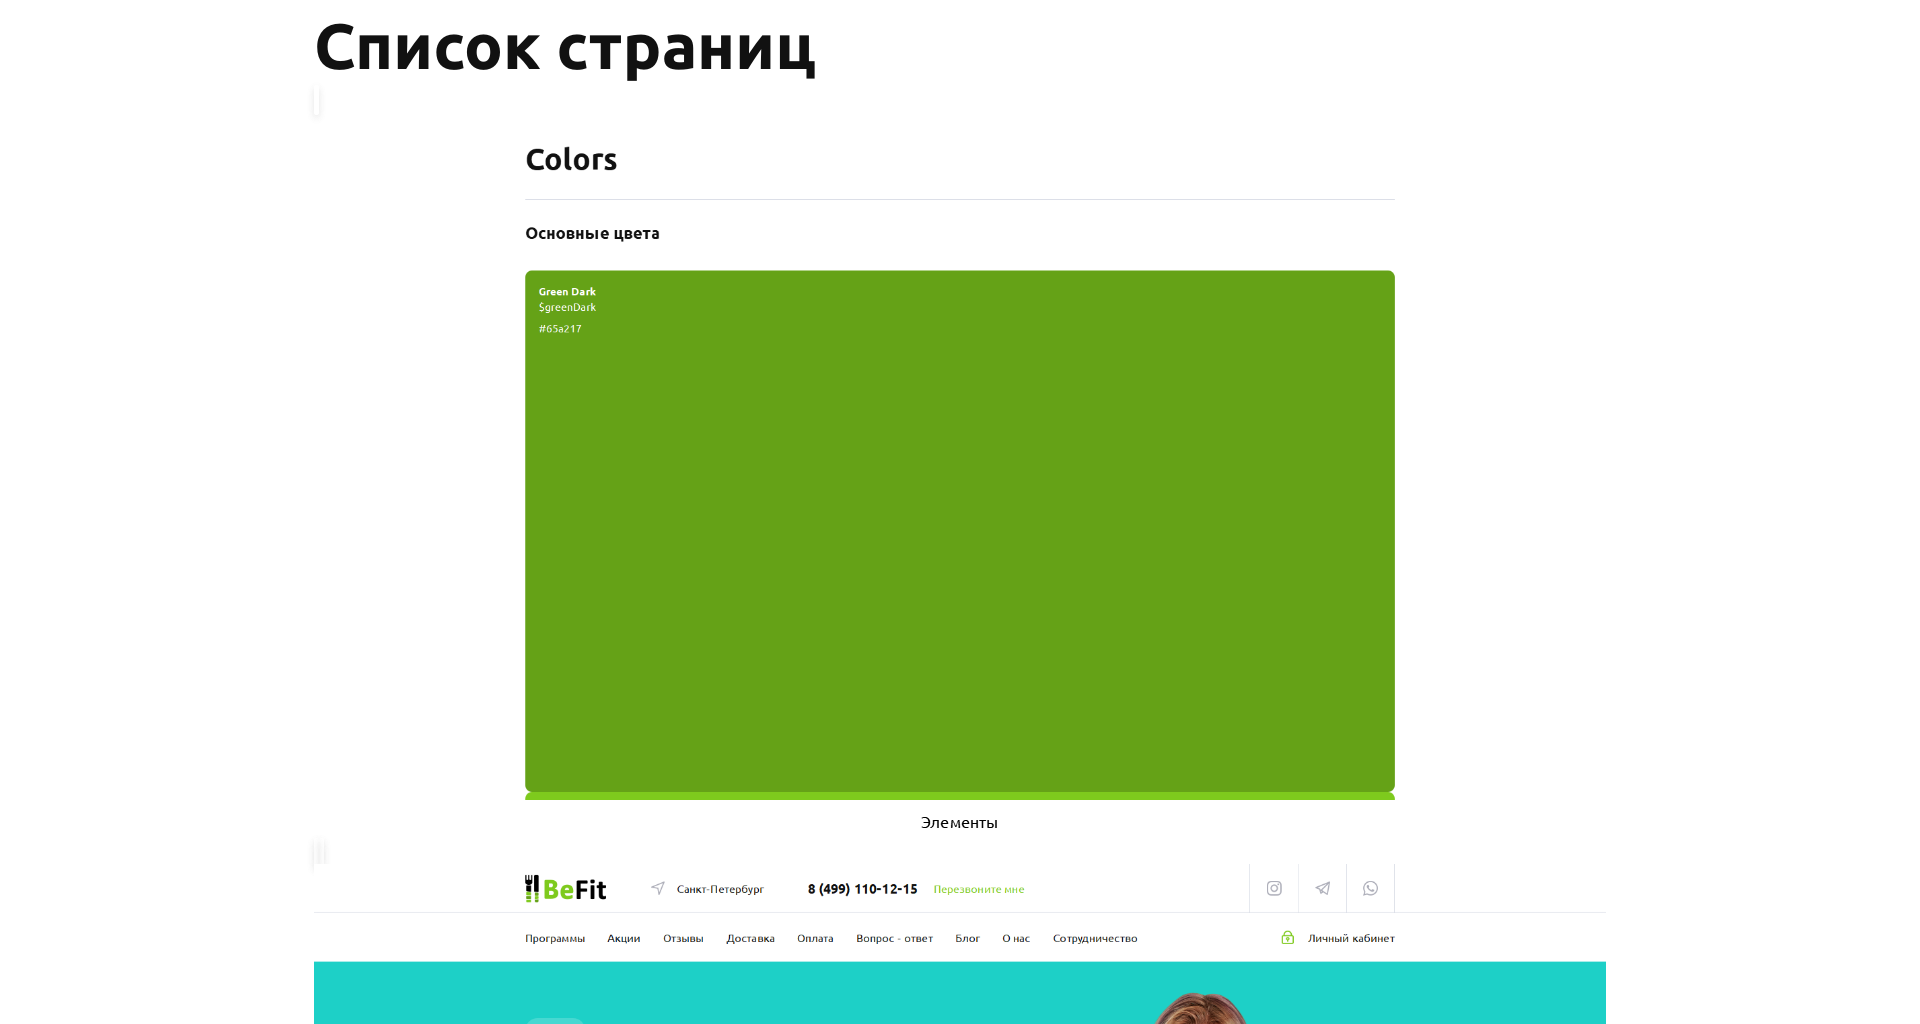 Список страниц
Colors
Основные цвета
Green Dark
$greenDark
#65a217
Элементы
BeFit Санкт-Петербург 8 (499) 110-12-15 Перезвоните мне
Программы Акции Отзывы Доставка Оплата Вопрос - ответ Блог О нас Сотрудничество Личный кабинет